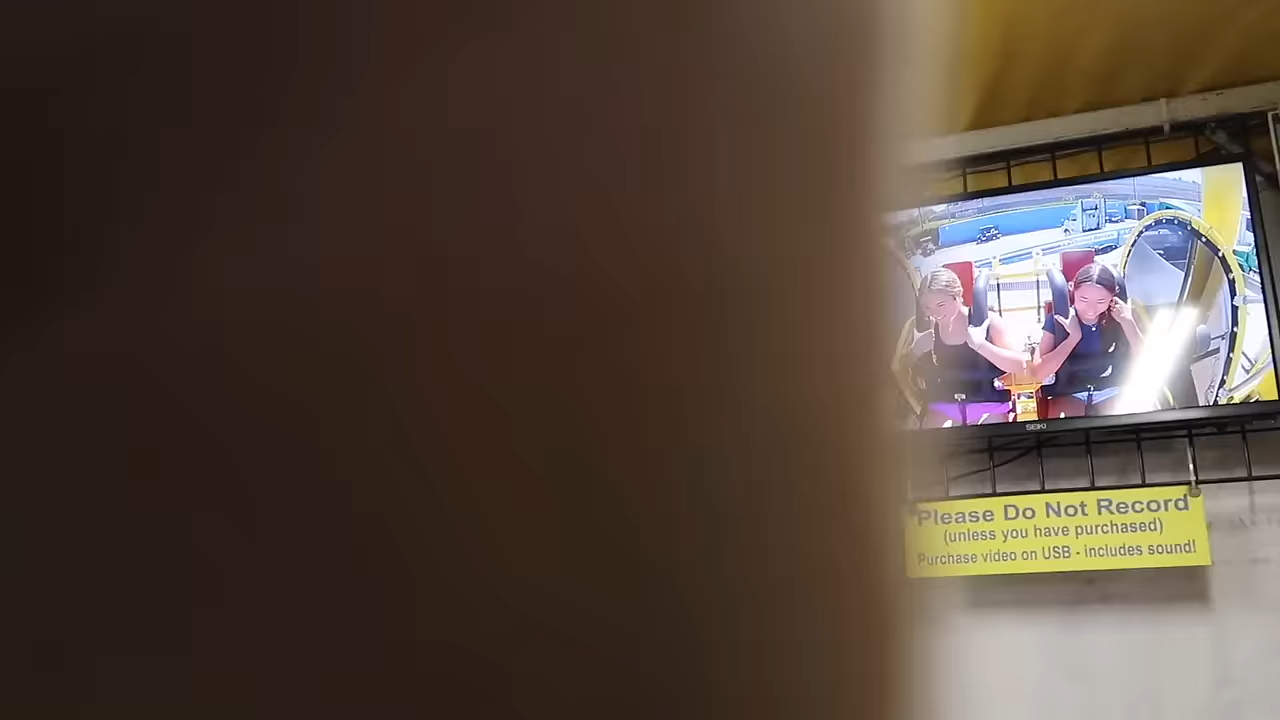 SEIKI
Please Do Not Record
(unless you have purchased)
Purchase video on USB - includes sound!